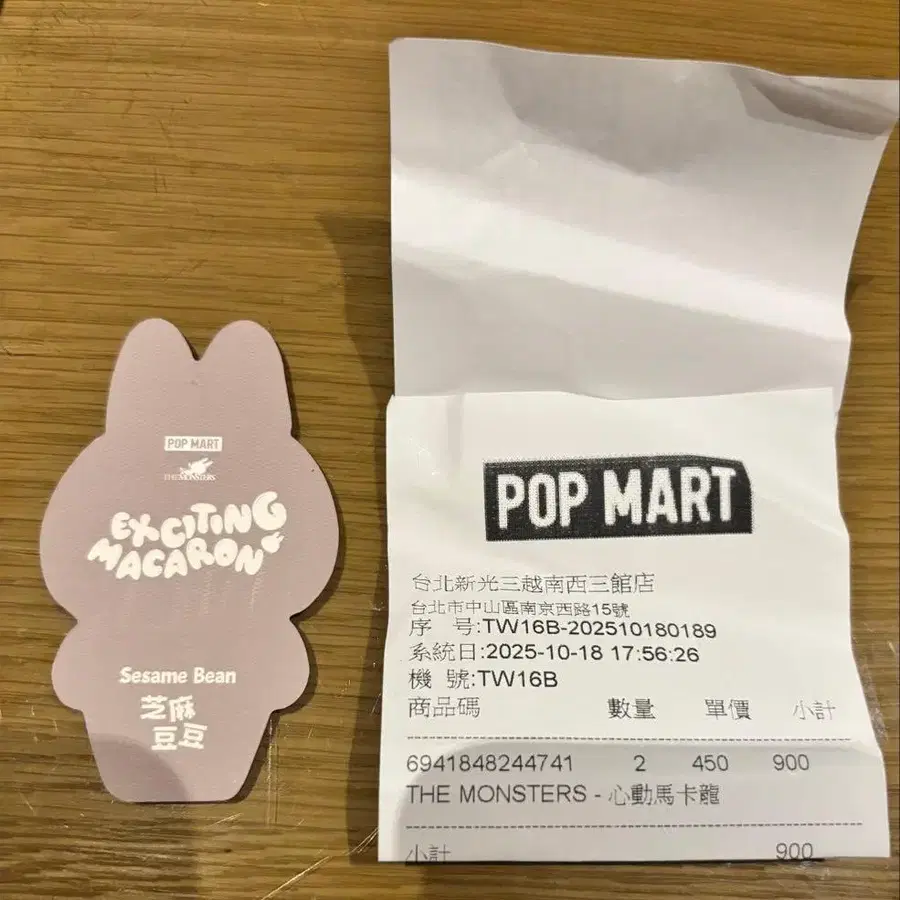 POP MART
THE MONSTERS
EXCITING
MACARON
Sesame Bean
芝麻
豆豆
POP MART
台北新光三越南西三館店
台北市中山區南京西路15號
序 號:TW16B-202510180189
系統日:2025-10-18 17:56:26
機 號:TW16B
商品碼 數量 單價 小計
6941848244741 2 450 900
THE MONSTERS - 心動馬卡龍
小計 900